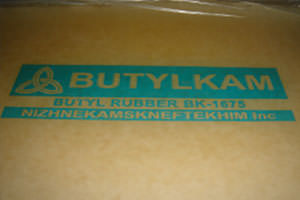 BUTYLKAM
BUTYL RUBBER BK-1675
NIZHNEKAMSKNEFTEKHIM Inc